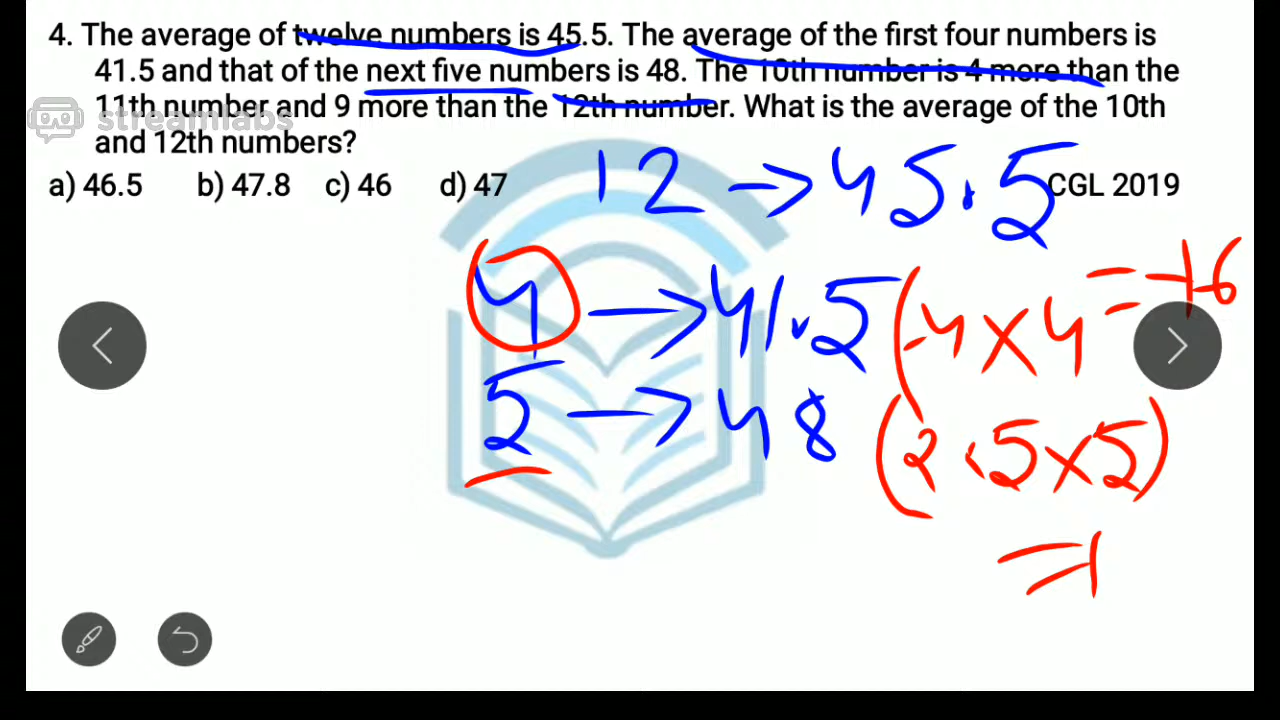 4. The average of twelve numbers is 45.5. The average of the first four numbers is
41.5 and that of the next five numbers is 48. The 10th number is 4 more than the
11th number and 9 more than the 12th number. What is the average of the 10th
and 12th numbers?
streamlabs
a) 46.5 b) 47.8 c) 46 d) 47 CGL 2019
12 → 45.5
4 → 41.5 (-4 × 4 = -16
5 → 48 (2.5 × 5)
= 1